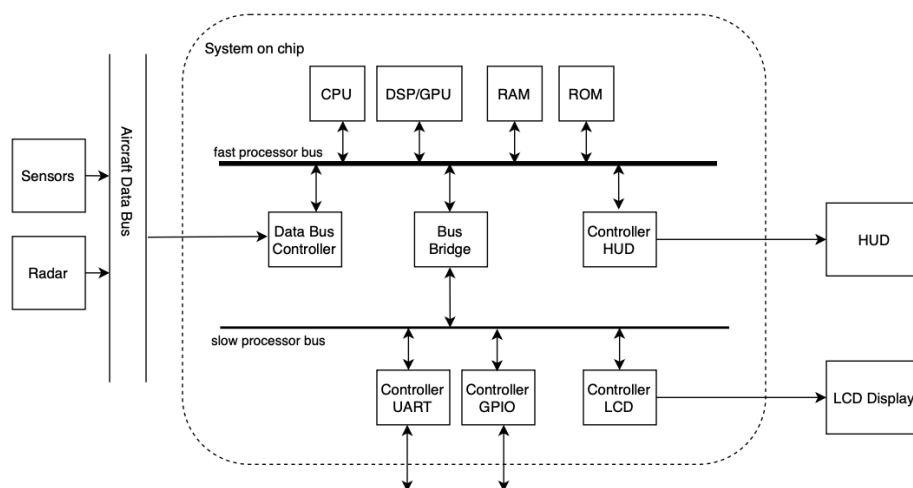 System on chip
CPU
DSP/GPU
RAM
ROM
fast processor bus
Aircraft Data Bus
Sensors
Radar
Data Bus
Controller
Bus
Bridge
Controller
HUD
HUD
slow processor bus
Controller
UART
Controller
GPIO
Controller
LCD
LCD Display